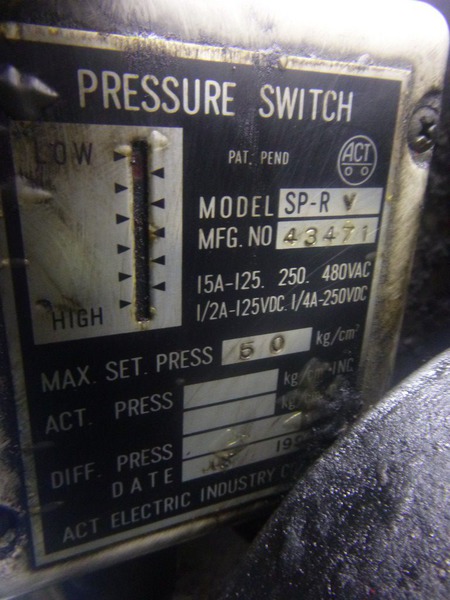 PRESSURE SWITCH
LOW
PAT. PEND
ACT
MODEL SP-R V
MFG. NO 43471
15A-125. 250. 480VAC
1/2A-125VDC. 1/4A-250VDC
HIGH
MAX. SET. PRESS 50 kg/cm²
ACT. PRESS
INC
DIFF. PRESS
DATE
ACT ELECTRIC INDUSTRY